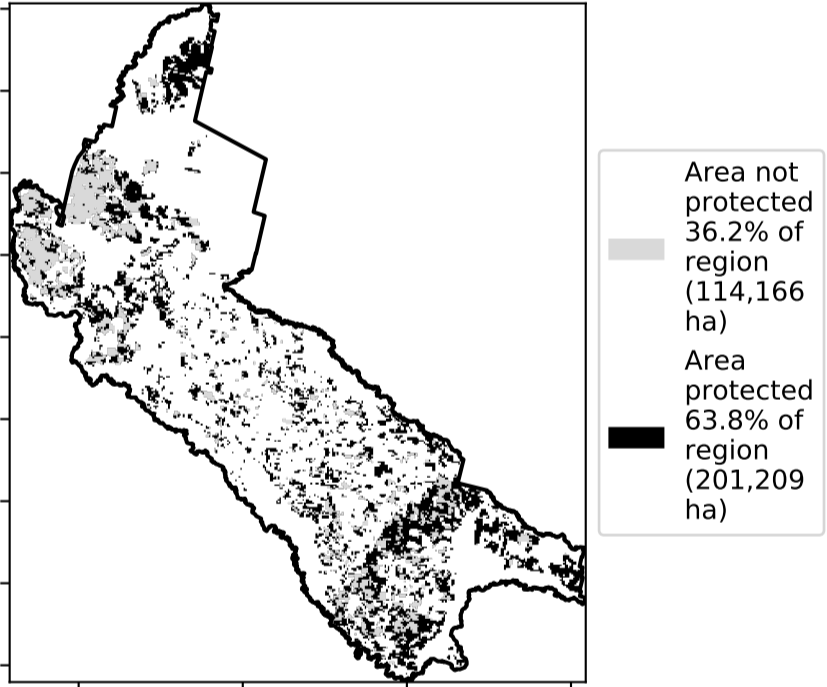 Area not
protected
36.2% of
region
(114,166
ha)
Area
protected
63.8% of
region
(201,209
ha)